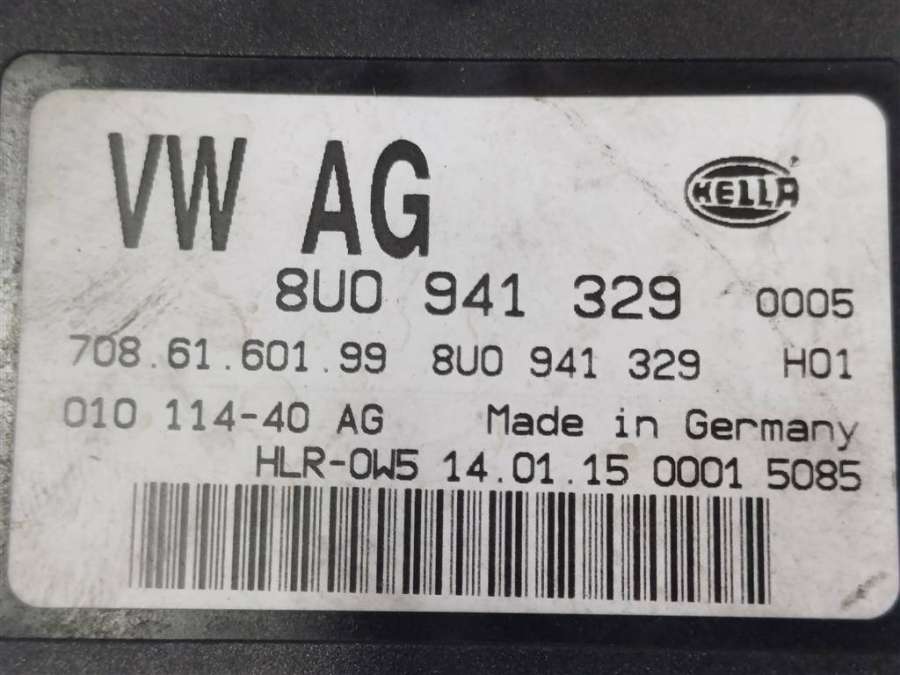 VW AG
HELLA
8U0 941 329 0005
708.61.601.99 8U0 941 329 H01
010 114-40 AG Made in Germany
HLR-0W5 14.01.15 0001 5085